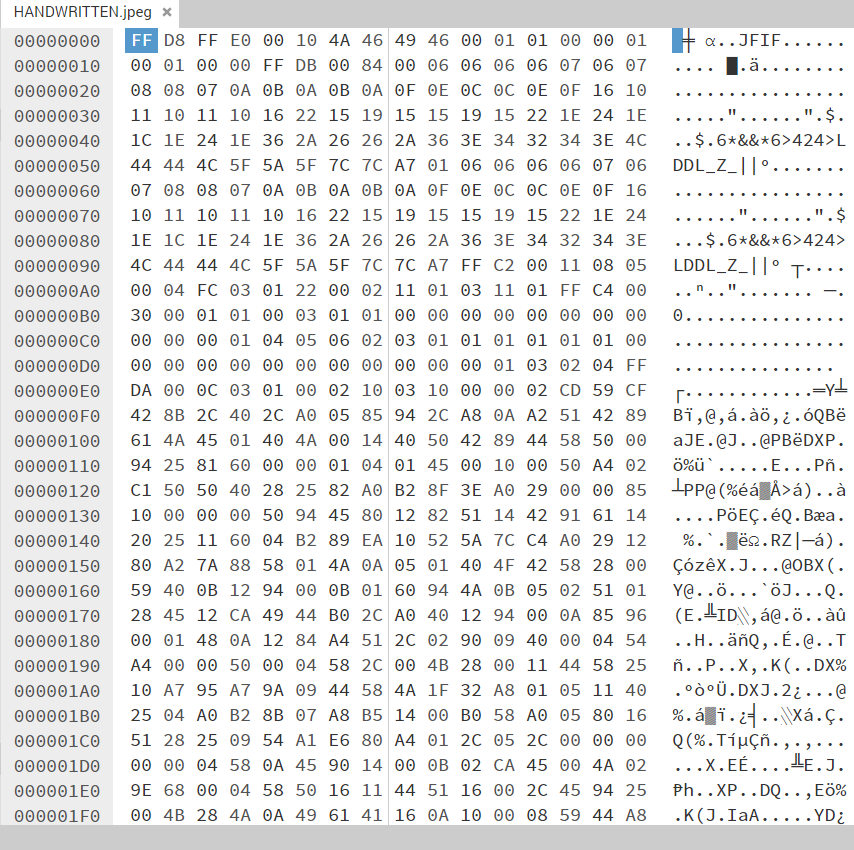 HANDWRITTEN.jpeg ×
00000000 FF D8 FF E0 00 10 4A 46 49 46 00 01 01 00 00 01 █╪ α..JFIF......
00000010 00 01 00 00 FF DB 00 84 00 06 06 06 06 07 06 07 .... █.ä........
00000020 08 08 07 0A 0B 0A 0B 0A 0F 0E 0C 0C 0E 0F 16 10 ................
00000030 11 10 11 10 16 22 15 19 15 15 19 15 22 1E 24 1E ....."......".$.
00000040 1C 1E 24 1E 36 2A 26 26 2A 36 3E 34 32 34 3E 4C ..$.6*&&*6>424>L
00000050 44 44 4C 5F 5A 5F 7C 7C A7 01 06 06 06 06 07 06 DDL_Z_||º.......
00000060 07 08 08 07 0A 0B 0A 0B 0A 0F 0E 0C 0C 0E 0F 16 ................
00000070 10 11 10 11 10 16 22 15 19 15 15 19 15 22 1E 24 ......"......".$
00000080 1E 1C 1E 24 1E 36 2A 26 26 2A 36 3E 34 32 34 3E ...$.6*&&*6>424>
00000090 4C 44 44 4C 5F 5A 5F 7C 7C A7 FF C2 00 11 08 05 LDDL_Z_||º ┬....
000000A0 00 04 FC 03 01 22 00 02 11 01 03 11 01 FF C4 00 ..ⁿ.."....... ─.
000000B0 30 00 01 01 00 03 01 01 00 00 00 00 00 00 00 00 0...............
000000C0 00 00 00 01 04 05 06 02 03 01 01 01 01 01 01 00 ................
000000D0 00 00 00 00 00 00 00 00 00 00 00 01 03 02 04 FF ...............
000000E0 DA 00 0C 03 01 00 02 10 03 10 00 00 02 CD 59 CF ┌............═Y╧
000000F0 42 8B 2C 40 2C A0 05 85 94 2C A8 0A A2 51 42 89 Bï,@,á.àö,¿.óQBë
00000100 61 4A 45 01 40 4A 00 14 40 50 42 89 44 58 50 00 aJE.@J..@PBëDXP.
00000110 94 25 81 60 00 00 01 04 01 45 00 10 00 50 A4 02 ö%ü`.....E...Pñ.
00000120 C1 50 50 40 28 25 82 A0 B2 8F 3E A0 29 00 00 85 ┴PP@(%éá▓Å>á)..à
00000130 10 00 00 00 50 94 45 80 12 82 51 14 42 91 61 14 ....PöEÇ.éQ.Bæa.
00000140 20 25 11 60 04 B2 89 EA 10 52 5A 7C C4 A0 29 12  %.`.▓ëΩ.RZ|─á).
00000150 80 A2 7A 88 58 01 4A 0A 05 01 40 4F 42 58 28 00 ÇózêX.J...@OBX(.
00000160 59 40 0B 12 94 00 0B 01 60 94 4A 0B 05 02 51 01 Y@..ö...`öJ...Q.
00000170 28 45 12 CA 49 44 B0 2C A0 40 12 94 00 0A 85 96 (E.╩ID░,á@.ö..àû
00000180 00 01 48 0A 12 84 A4 51 2C 02 90 09 40 00 04 54 ..H..äñQ,.É.@..T
00000190 A4 00 00 50 00 04 58 2C 00 4B 28 00 11 44 58 25 ñ..P..X,.K(..DX%
000001A0 10 A7 95 A7 9A 09 44 58 4A 1F 32 A8 01 05 11 40 .ºòºÜ.DXJ.2¿...@
000001B0 25 04 A0 B2 8B 07 A8 B5 14 00 B0 58 A0 05 80 16 %.á▓ï.¿╡..░Xá.Ç.
000001C0 51 28 25 09 54 A1 E6 80 A4 01 2C 05 2C 00 00 00 Q(%.TíµÇñ.,.,...
000001D0 00 00 04 58 0A 45 90 14 00 0B 02 CA 45 00 4A 02 ...X.EÉ....╩E.J.
000001E0 9E 68 00 04 58 50 16 11 44 51 16 00 2C 45 94 25 ₧h..XP..DQ..,Eö%
000001F0 00 4B 28 4A 0A 49 61 41 16 0A 10 00 08 59 44 A8 .K(J.IaA.....YD¿